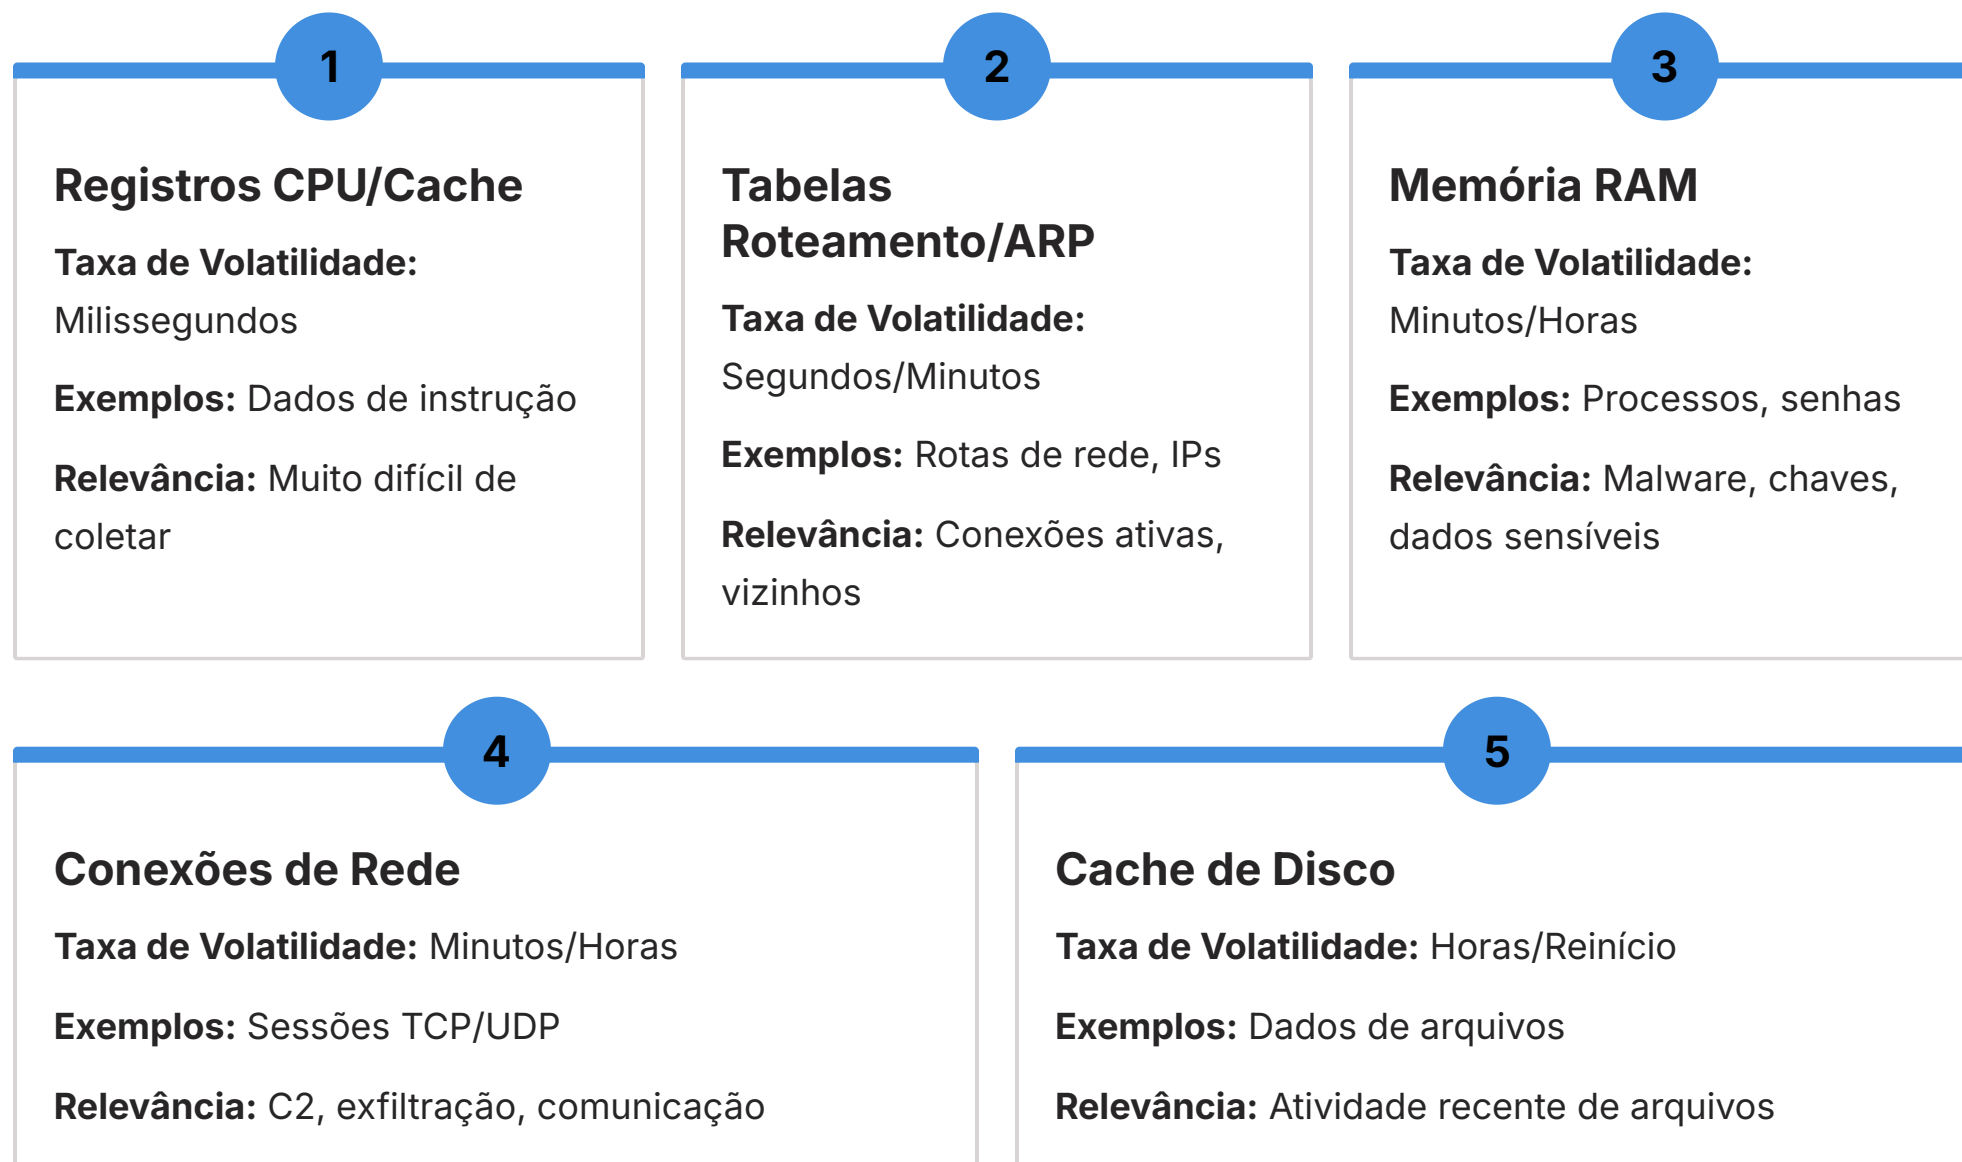 1
Registros CPU/Cache
Taxa de Volatilidade:
Milissegundos
Exemplos: Dados de instrução
Relevância: Muito difícil de
coletar
2
Tabelas
Roteamento/ARP
Taxa de Volatilidade:
Segundos/Minutos
Exemplos: Rotas de rede, IPs
Relevância: Conexões ativas,
vizinhos
3
Memória RAM
Taxa de Volatilidade:
Minutos/Horas
Exemplos: Processos, senhas
Relevância: Malware, chaves,
dados sensíveis
4
Conexões de Rede
Taxa de Volatilidade: Minutos/Horas
Exemplos: Sessões TCP/UDP
Relevância: C2, exfiltração, comunicação
5
Cache de Disco
Taxa de Volatilidade: Horas/Reinício
Exemplos: Dados de arquivos
Relevância: Atividade recente de arquivos